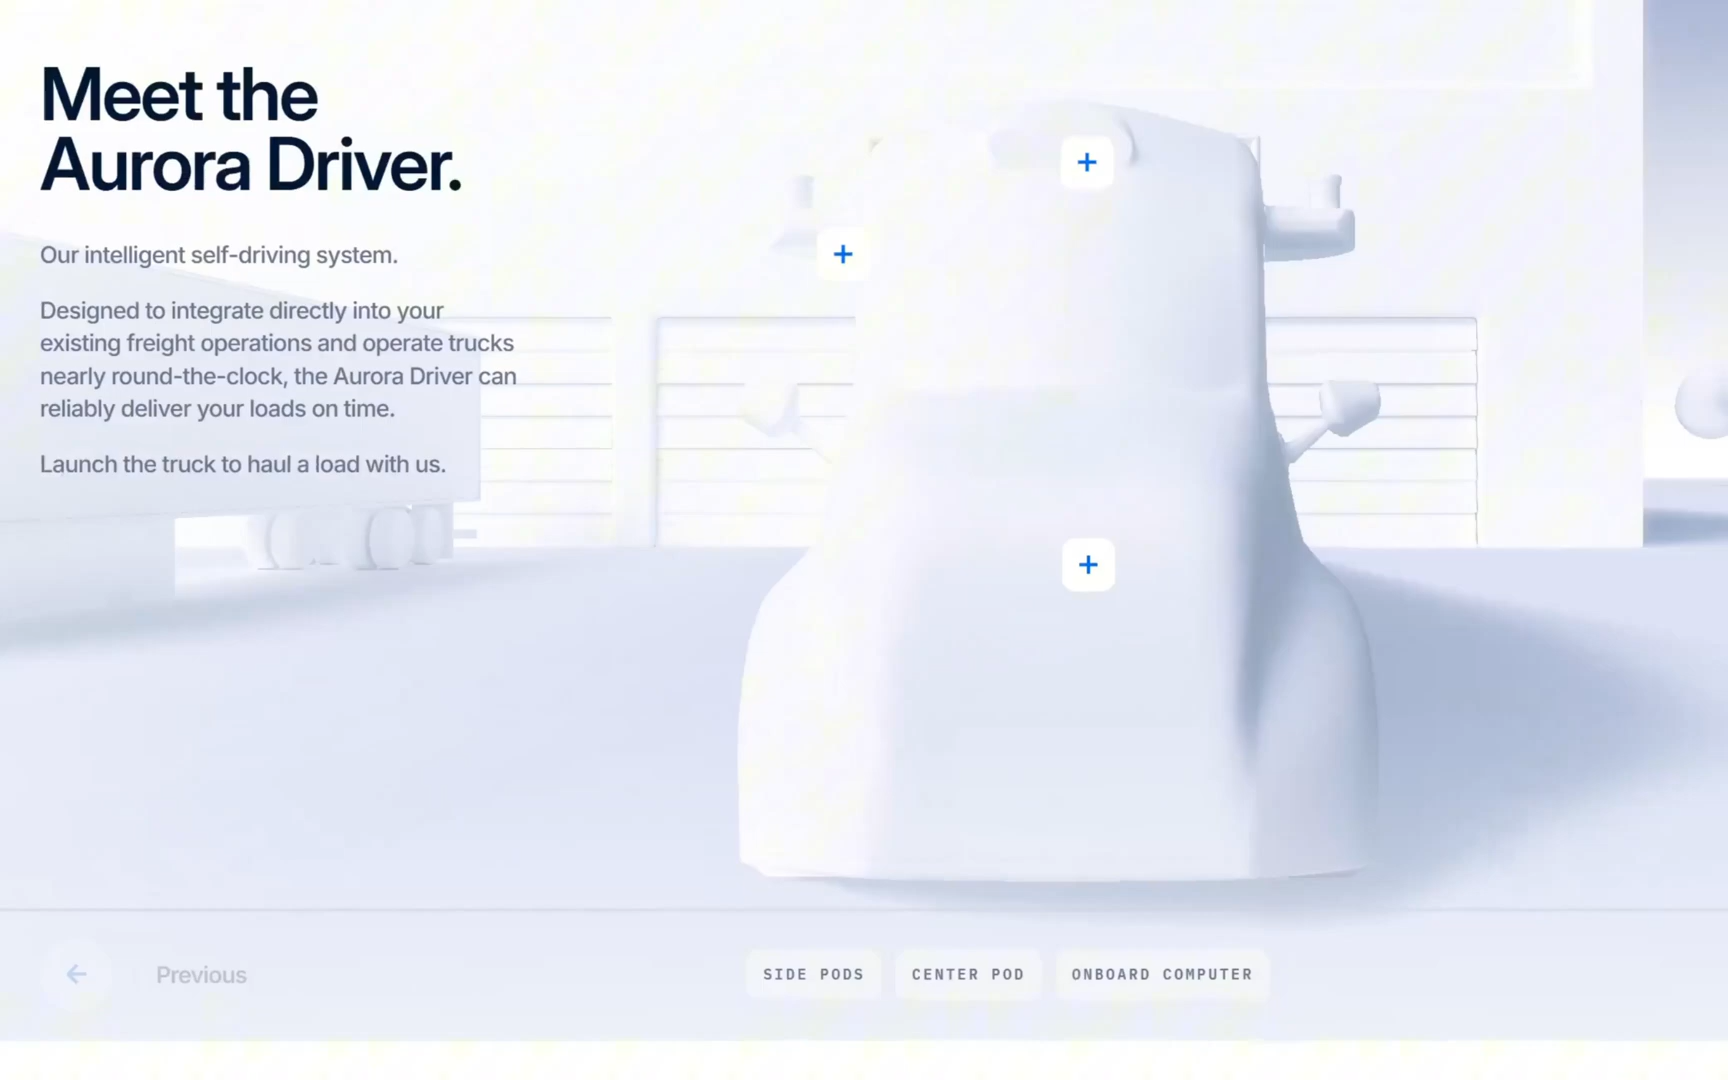 Meet the
Aurora Driver.
Our intelligent self-driving system.
Designed to integrate directly into your
existing freight operations and operate trucks
nearly round-the-clock, the Aurora Driver can
reliably deliver your loads on time.
Launch the truck to haul a load with us.
Previous
SIDE PODS
CENTER POD
ONBOARD COMPUTER